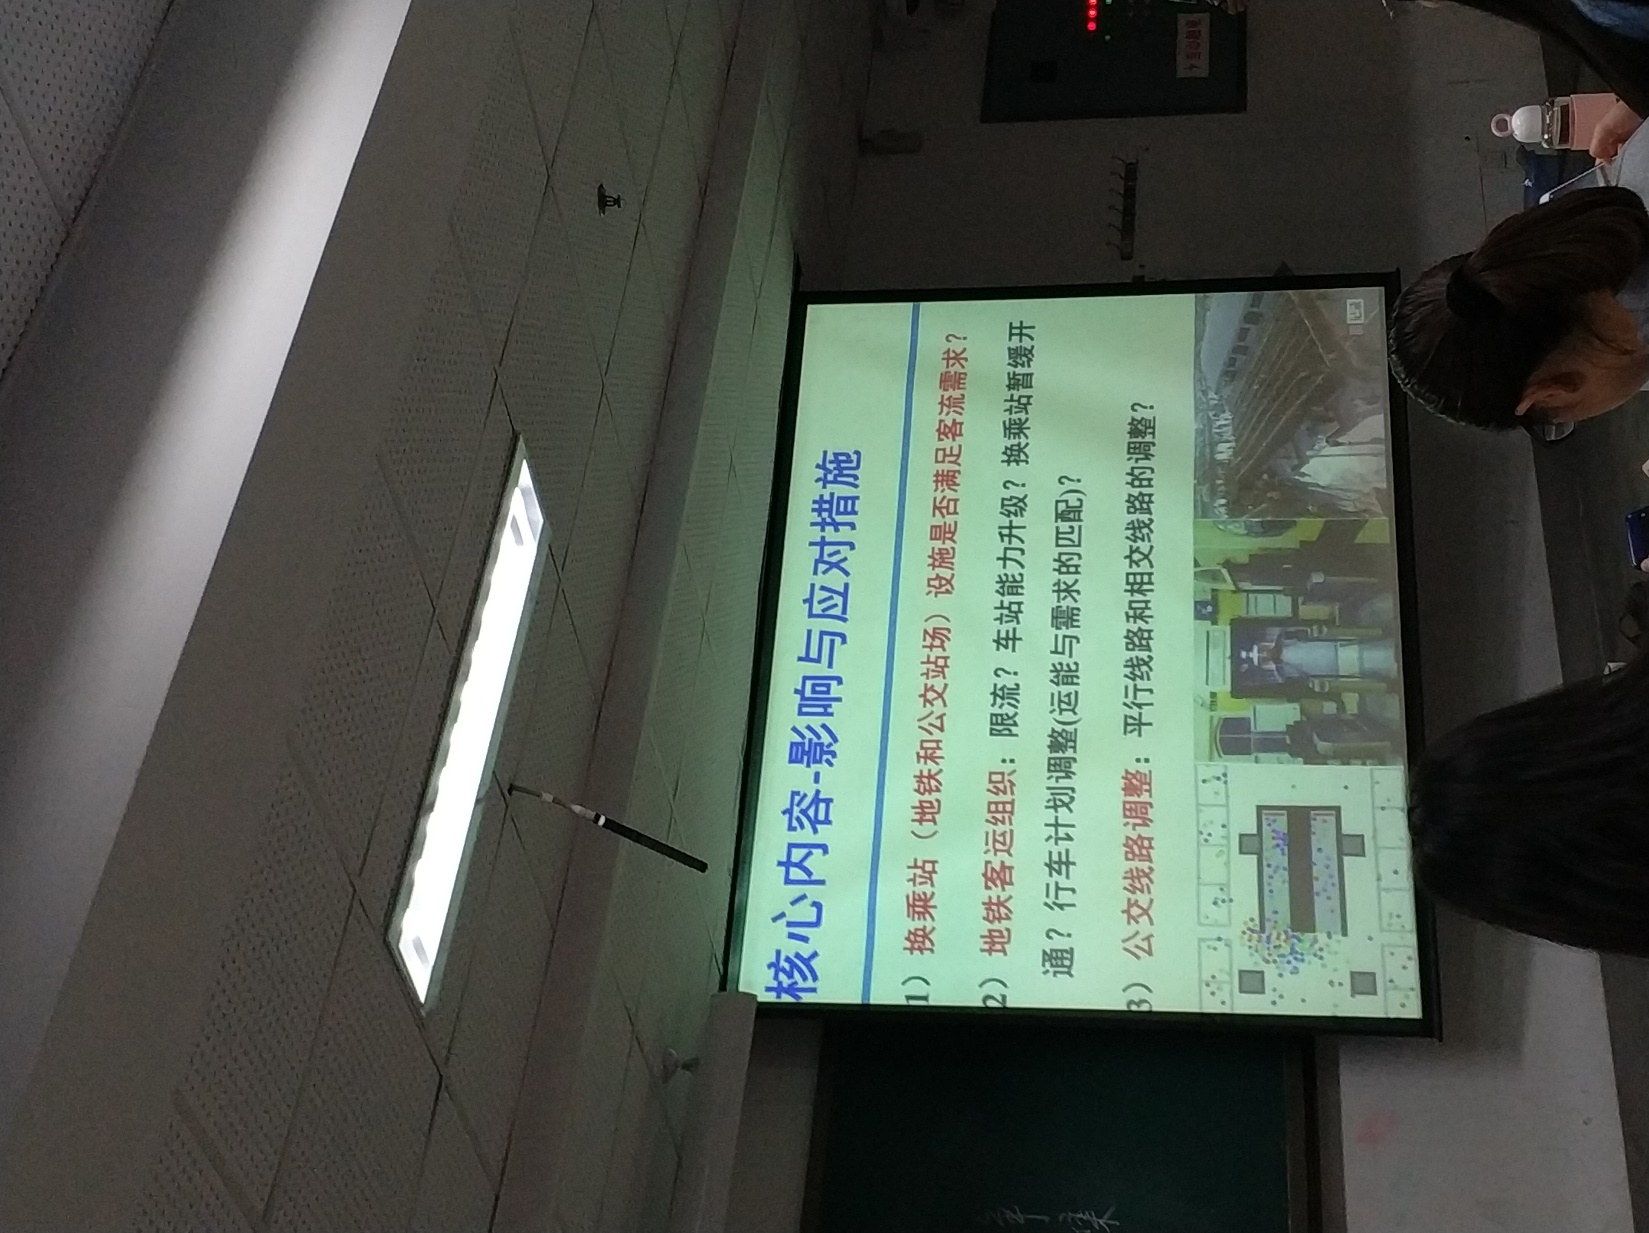 核心内容-影响与应对措施
1）换乘站（地铁和公交站场）设施是否满足客流需求？
2）地铁客运组织：限流？车站能力升级？换乘站暂缓开
通？行车计划调整(运能与需求的匹配)？
3）公交线路调整：平行线路和相交线路的调整？